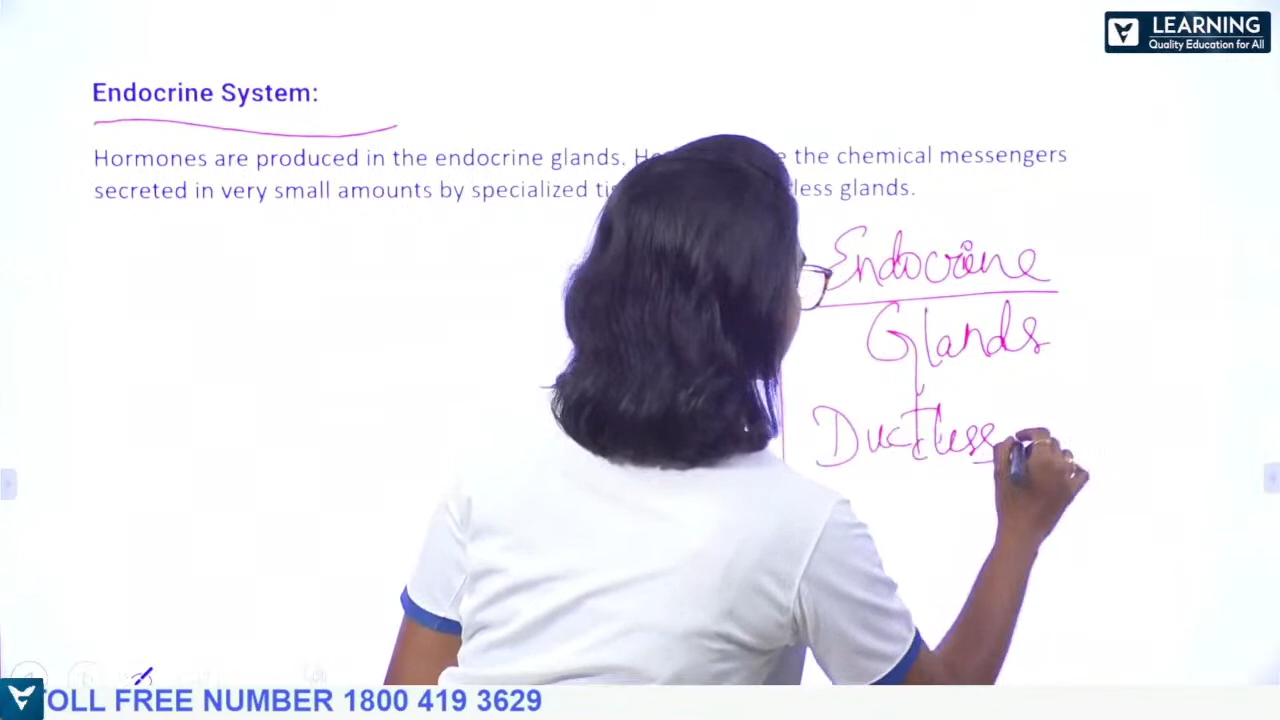 LEARNING
Quality Education for All
Endocrine System:
Hormones are produced in the endocrine glands. the chemical messengers
secreted in very small amounts by specialized less glands.
Endocrine
Glands
Ductless
OLL FREE NUMBER 1800 419 3629